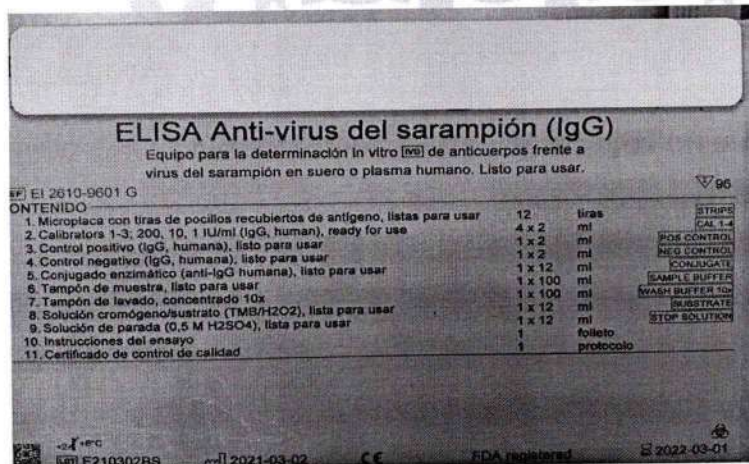 ELISA Anti-virus del sarampión (IgG)
Equipo para la determinación in vitro IVD de anticuerpos frente a
virus del sarampión en suero o plasma humano. Listo para usar.
EI 2610-9601 G 96
ONTENIDO
1. Microplaca con tiras de pocillos recubiertos de antígeno, listas para usar 12 tiras STRIPS
2. Calibrators 1-3; 200, 10, 1 IU/ml (IgG, human), ready for use 4 x 2 ml CAL 1-4
3. Control positivo (IgG, humana), listo para usar 1 x 2 ml POS CONTROL
4. Control negativo (IgG, humana), listo para usar 1 x 2 ml NEG CONTROL
5. Conjugado enzimático (anti-IgG humana), listo para usar 1 x 12 ml CONJUGATE
6. Tampón de muestra, listo para usar 1 x 100 ml SAMPLE BUFFER
7. Tampón de lavado, concentrado 10x 1 x 100 ml WASH BUFFER 10x
8. Solución cromógeno/sustrato (TMB/H2O2), lista para usar 1 x 12 ml SUBSTRATE
9. Solución de parada (0,5 M H2SO4), lista para usar 1 x 12 ml STOP SOLUTION
10. Instrucciones del ensayo 1 folleto
11. Certificado de control de calidad 1 protocolo
+2 +8°C
LOT E210302BS 2021-03-02 CE FDA registered 2022-03-01